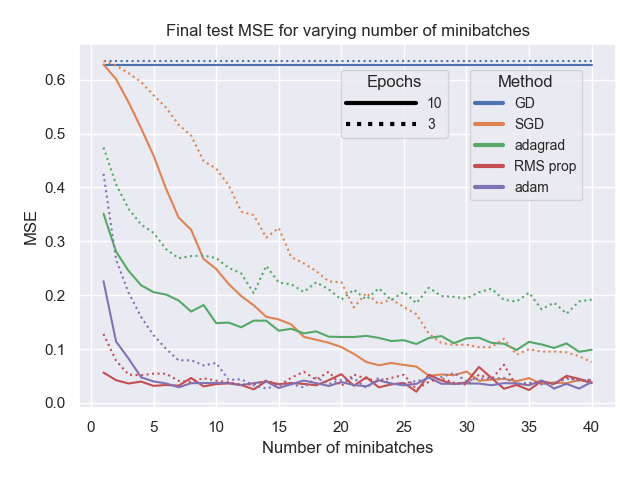 Final test MSE for varying number of minibatches
MSE
0.6
0.5
0.4
0.3
0.2
0.1
0.0
Epochs
10
3
Method
GD
SGD
adagrad
RMS prop
adam
0 5 10 15 20 25 30 35 40
Number of minibatches